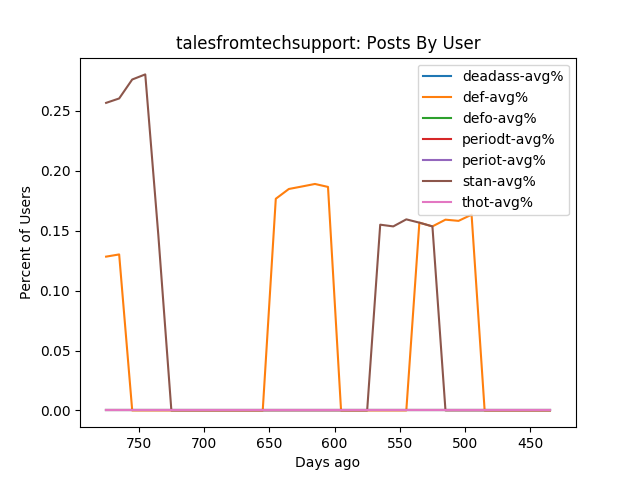 talesfromtechsupport: Posts By User
deadass-avg%
def-avg%
defo-avg%
periodt-avg%
periot-avg%
stan-avg%
thot-avg%
Percent of Users
0.25
0.20
0.15
0.10
0.05
0.00
750 700 650 600 550 500 450
Days ago